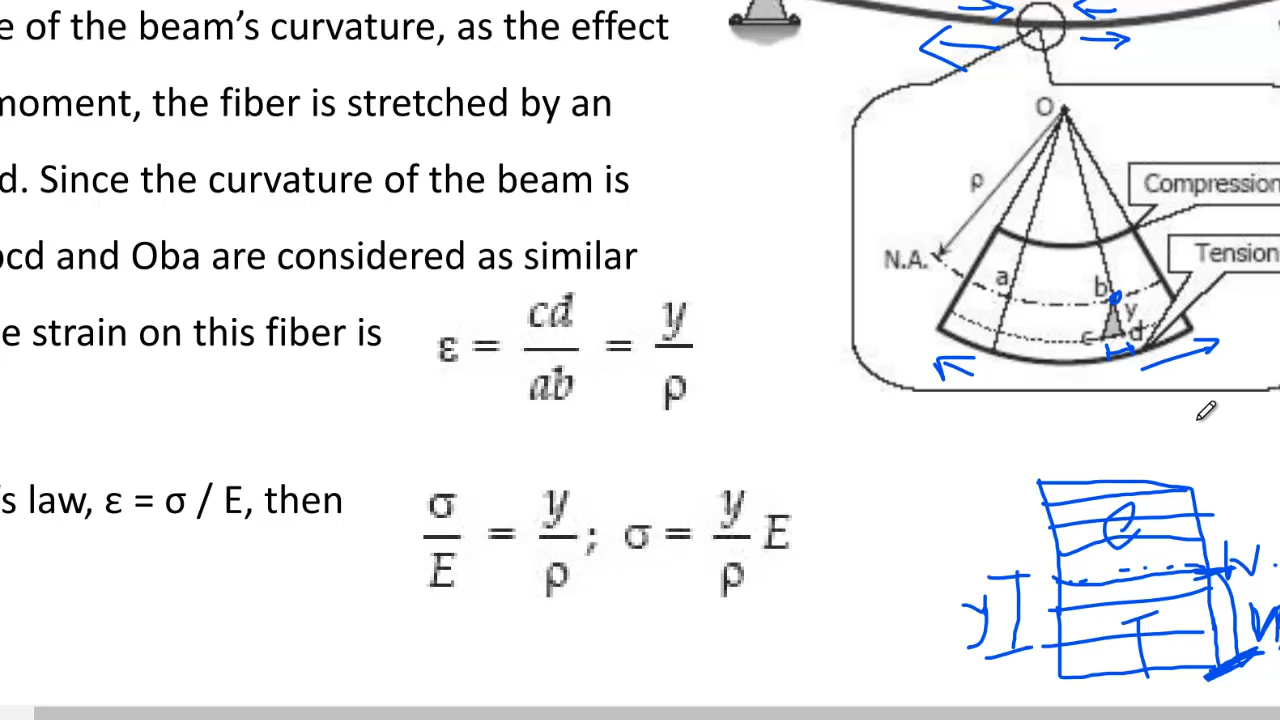 e of the beam's curvature, as the effect
moment, the fiber is stretched by an
d. Since the curvature of the beam is
bcd and Oba are considered as similar
e strain on this fiber is
ε = cd / ab = y / ρ
's law, ε = σ / E, then
σ / E = y / ρ ; σ = y / ρ E
O
ρ
Compression
Tension
N.A.
a
b
y
c
d
C
N.
y
T